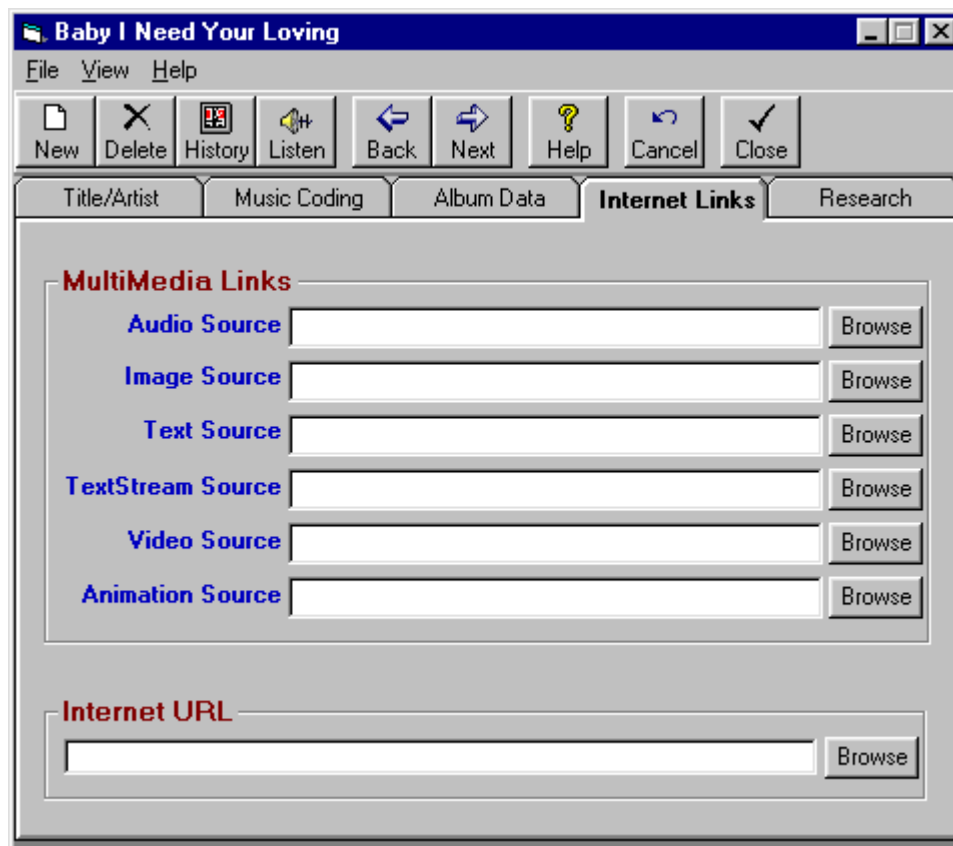 Baby I Need Your Loving
File View Help
New Delete History Listen Back Next Help Cancel Close
Title/Artist Music Coding Album Data Internet Links Research
MultiMedia Links
Audio Source Browse
Image Source Browse
Text Source Browse
TextStream Source Browse
Video Source Browse
Animation Source Browse
Internet URL
Browse